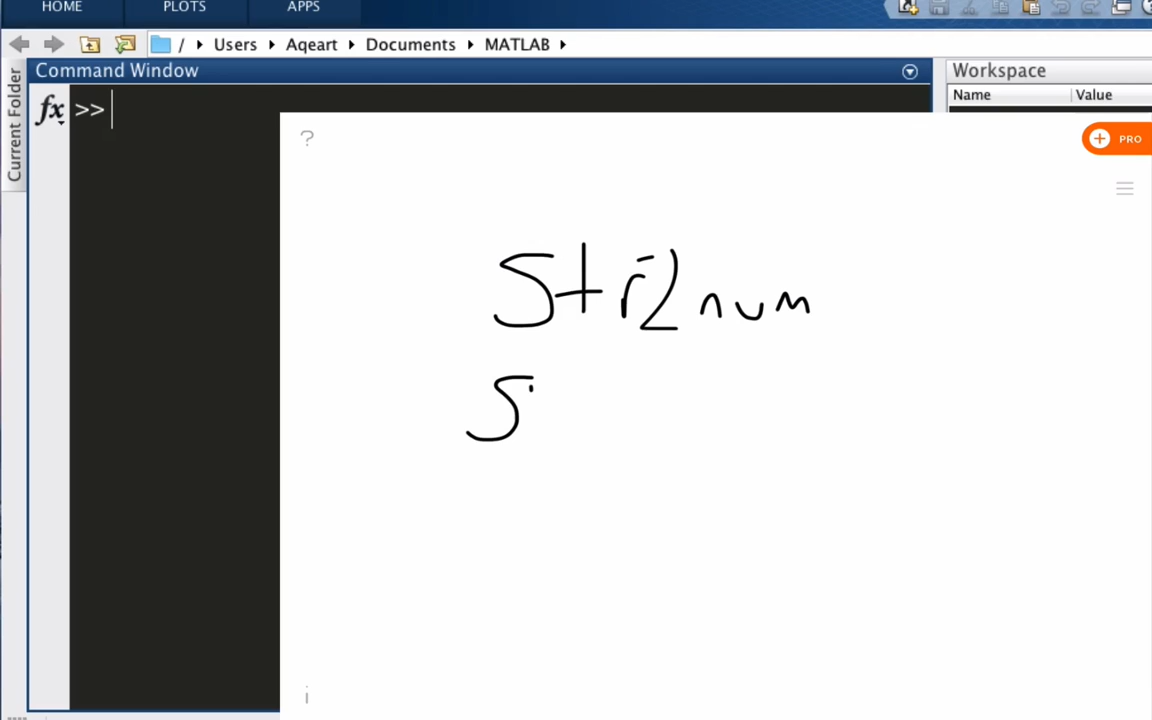 HOME PLOTS APPS
/ ▸ Users ▸ Aqeart ▸ Documents ▸ MATLAB ▸
Current Folder
Command Window
Workspace
Name Value
fx >>
?
PRO
Str2num
S
i